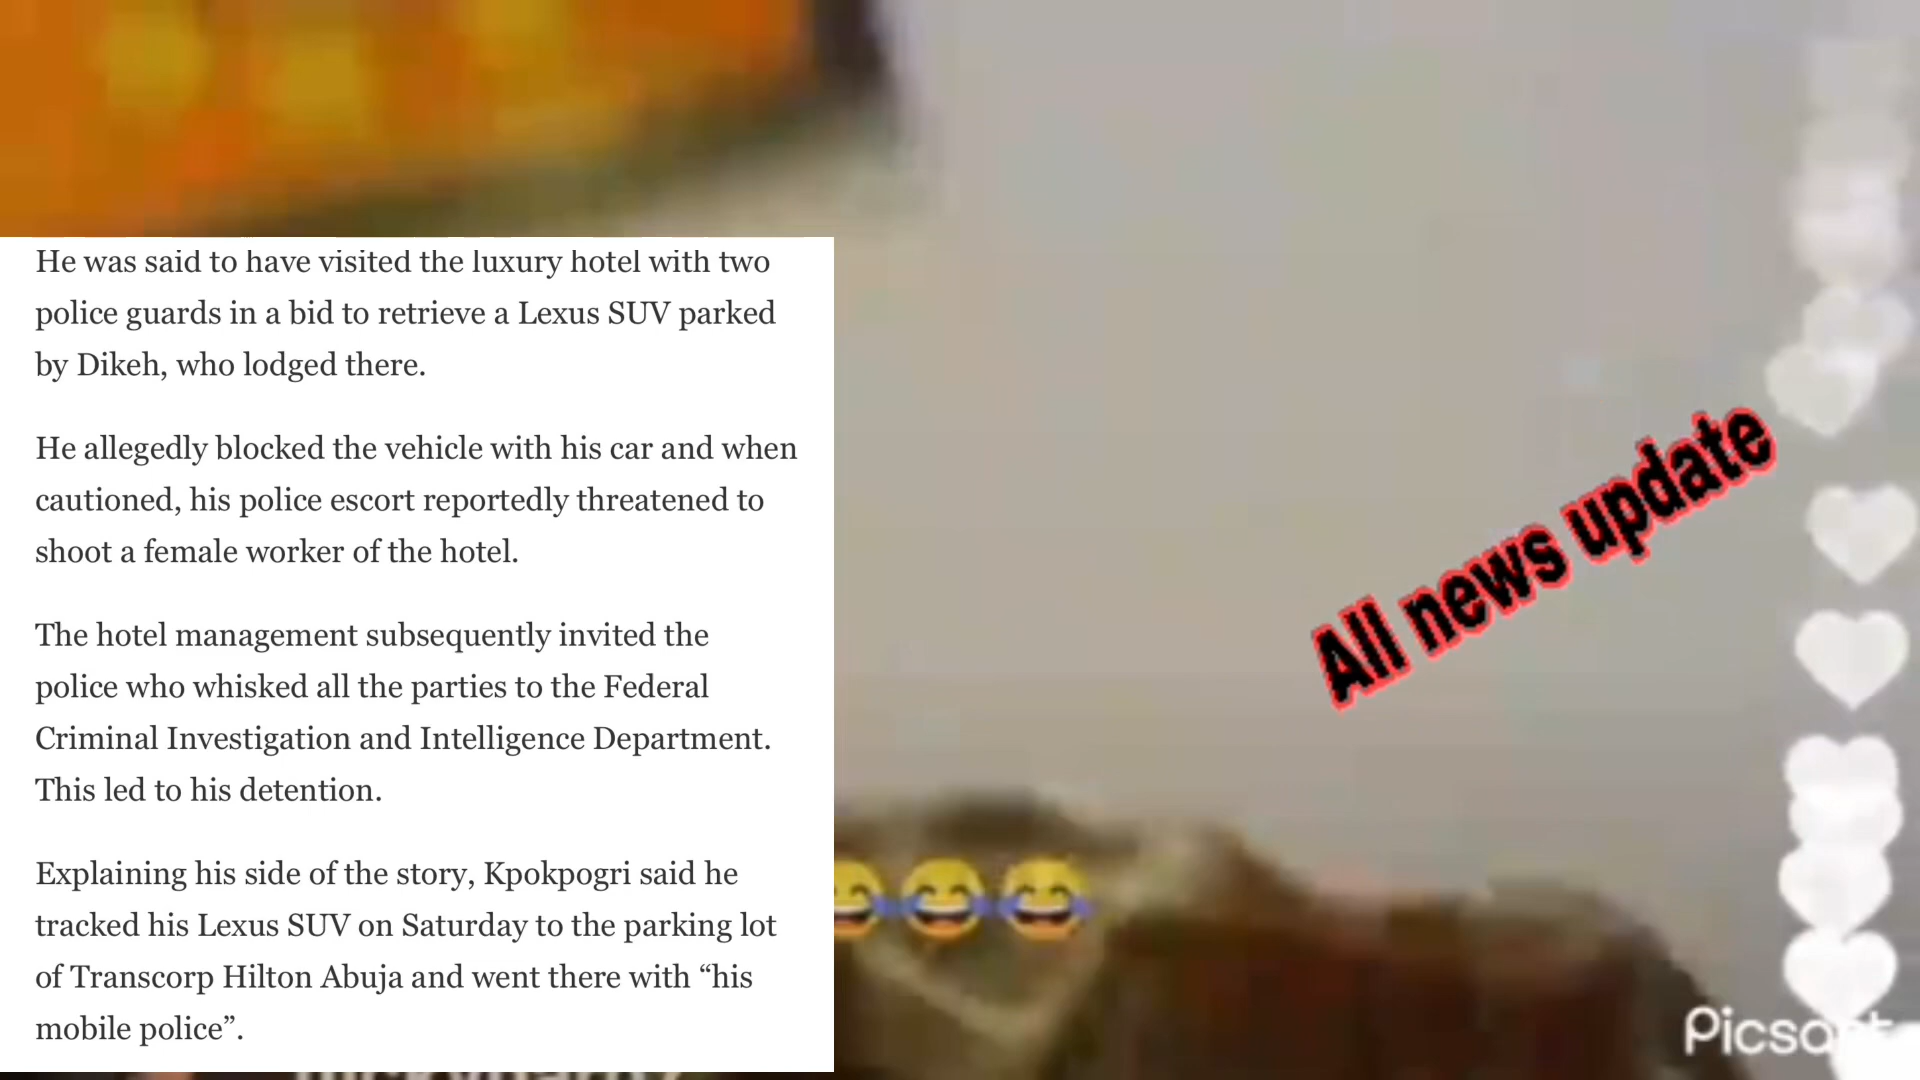 He was said to have visited the luxury hotel with two
police guards in a bid to retrieve a Lexus SUV parked
by Dikeh, who lodged there.
He allegedly blocked the vehicle with his car and when
cautioned, his police escort reportedly threatened to
shoot a female worker of the hotel.
The hotel management subsequently invited the
police who whisked all the parties to the Federal
Criminal Investigation and Intelligence Department.
This led to his detention.
Explaining his side of the story, Kpokpogri said he
tracked his Lexus SUV on Saturday to the parking lot
of Transcorp Hilton Abuja and went there with “his
mobile police”.
All news update